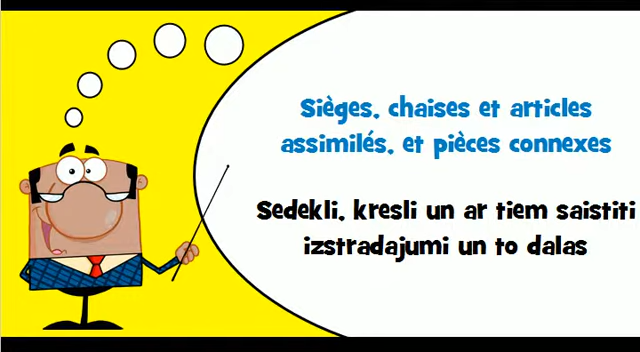 Sièges, chaises et articles
assimilés, et pièces connexes
Sedekli, kresli un ar tiem saistiti
izstradajumi un to dalas